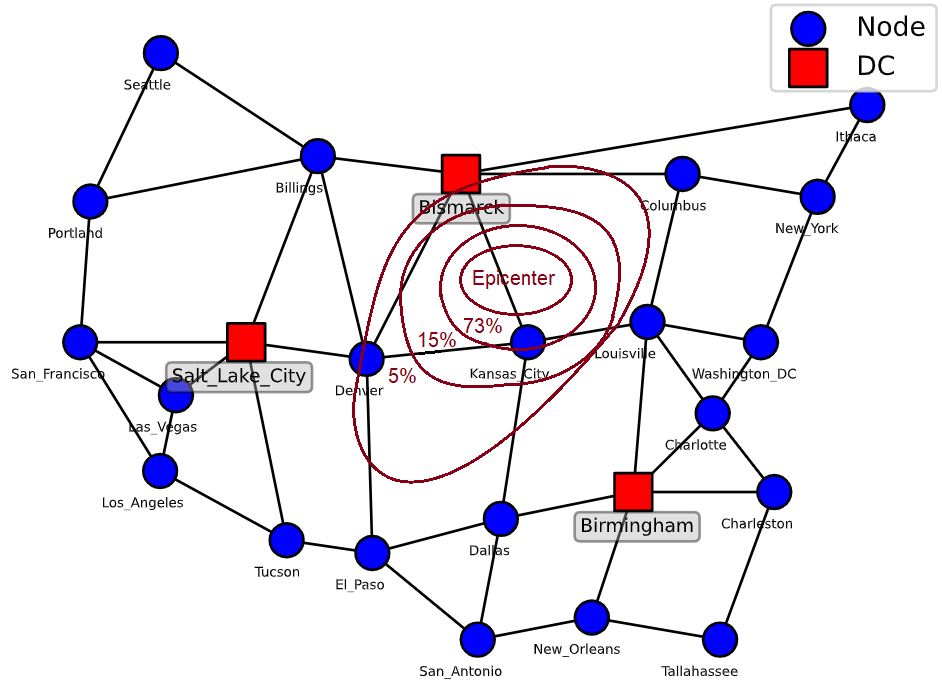 Node
DC
Seattle
Ithaca
Billings
Bismarck
Columbus
New_York
Portland
Epicenter
73%
15%
5%
San_Francisco
Salt_Lake_City
Denver
Kansas_City
Louisville
Washington_DC
Las_Vegas
Charlotte
Los_Angeles
Birmingham
Charleston
Dallas
Tucson
El_Paso
New_Orleans
San_Antonio
Tallahassee